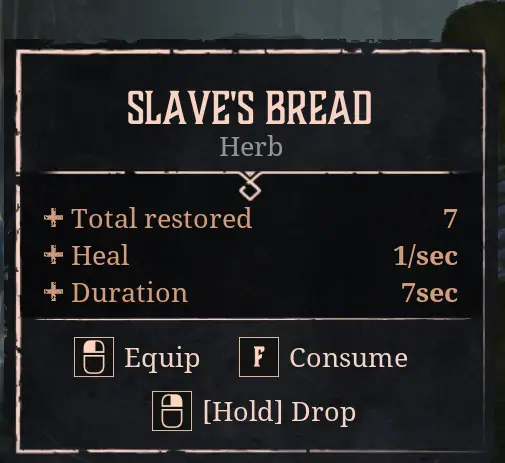 SLAVE'S BREAD
Herb
Total restored 7
Heal 1/sec
Duration 7sec
Equip F Consume
[Hold] Drop